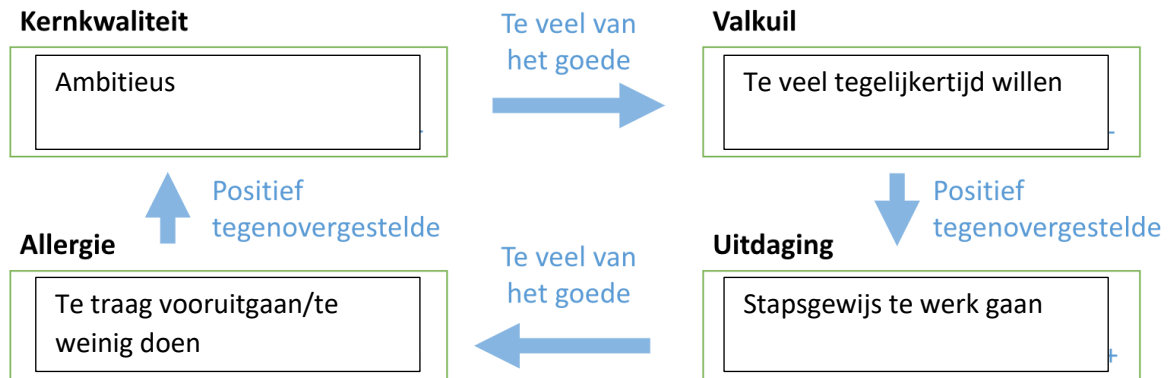 Kernkwaliteit
Te veel van
het goede
Valkuil
Ambitieus
Te veel tegelijkertijd willen
-
Positief
tegenovergestelde
Positief
tegenovergestelde
Allergie
Te veel van
het goede
Uitdaging
Te traag vooruitgaan/te
weinig doen
Stapsgewijs te werk gaan
+